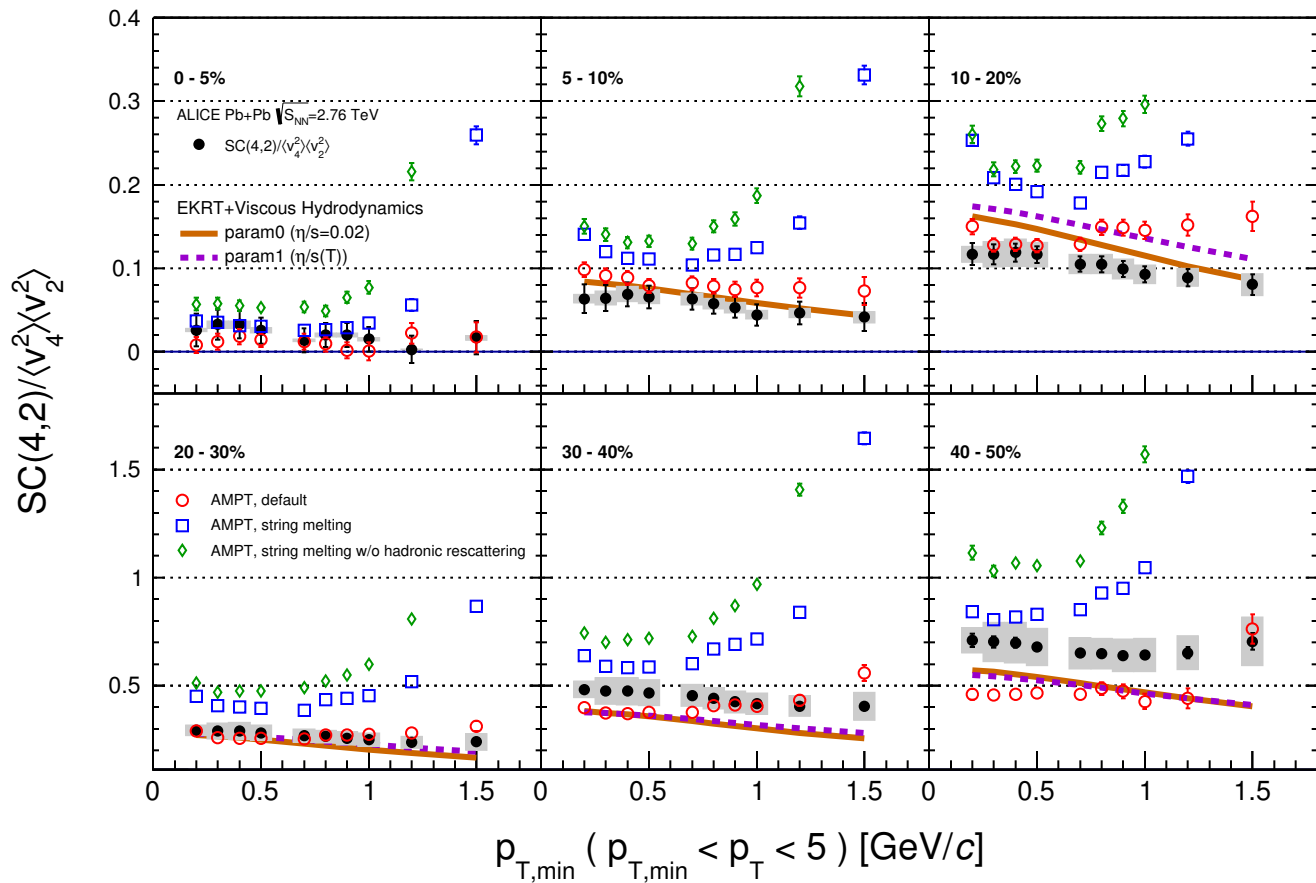 SC(4,2)/⟨v₄²⟩⟨v₂²⟩
0.4
0.3
0.2
0.1
0
0 - 5%
ALICE Pb+Pb √S_NN=2.76 TeV
SC(4,2)/⟨v₄²⟩⟨v₂²⟩
EKRT+Viscous Hydrodynamics
param0 (η/s=0.02)
param1 (η/s(T))
5 - 10%
10 - 20%
1.5
1
0.5
20 - 30%
AMPT, default
AMPT, string melting
AMPT, string melting w/o hadronic rescattering
30 - 40%
40 - 50%
0 0.5 1 1.5 0 0.5 1 1.5 0 0.5 1 1.5
p_T,min ( p_T,min < p_T < 5 ) [GeV/c]